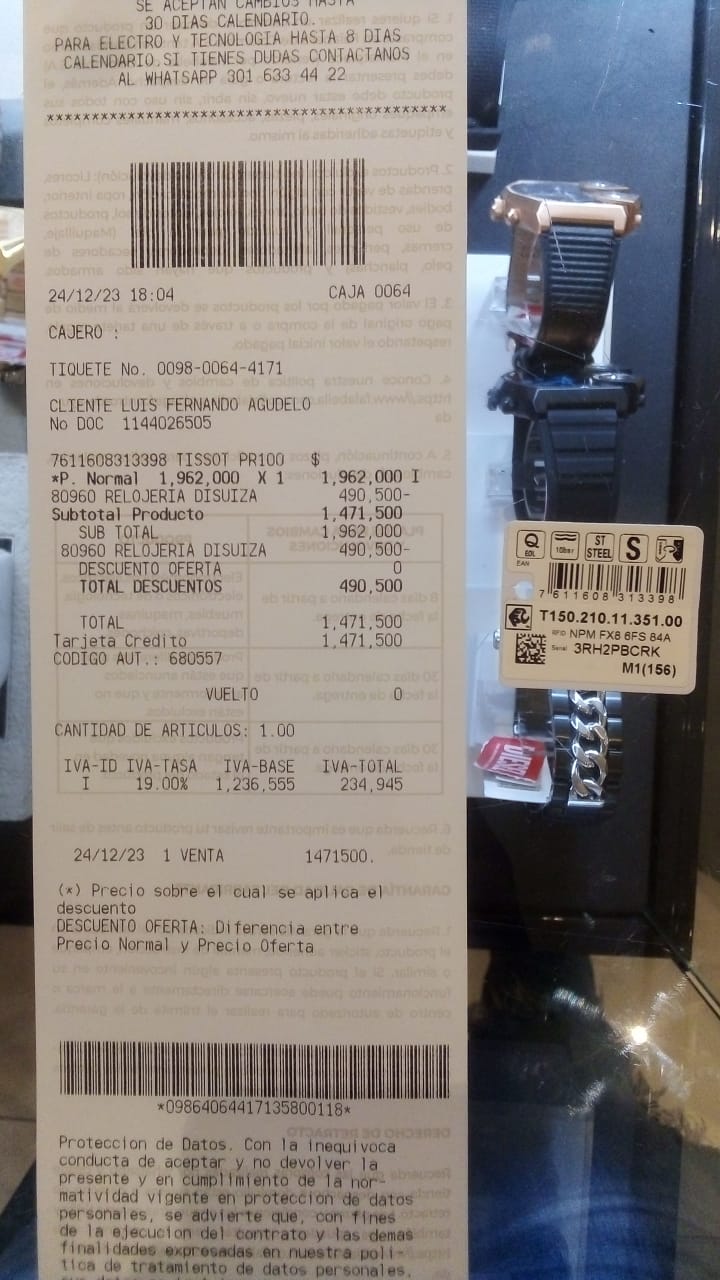 SE ACEPTAN CAMBIOS HASTA
30 DIAS CALENDARIO.
PARA ELECTRO Y TECNOLOGIA HASTA 8 DIAS
CALENDARIO.SI TIENES DUDAS CONTACTANOS
AL WHATSAPP 301 633 44 22
****************************************
24/12/23 18:04 CAJA 0064
CAJERO :
TIQUETE No. 0098-0064-4171
CLIENTE LUIS FERNANDO AGUDELO
No DOC 1144026505
7611608313398 TISSOT PR100 $
*P. Normal 1,962,000 X 1 1,962,000 I
80960 RELOJERIA DISUIZA 490,500-
Subtotal Producto 1,471,500
SUB TOTAL 1,962,000
80960 RELOJERIA DISUIZA 490,500-
DESCUENTO OFERTA 0
TOTAL DESCUENTOS 490,500
TOTAL 1,471,500
Tarjeta Credito 1,471,500
CODIGO AUT.: 680557
VUELTO 0
CANTIDAD DE ARTICULOS: 1.00
IVA-ID IVA-TASA IVA-BASE IVA-TOTAL
I 19.00% 1,236,555 234,945
24/12/23 1 VENTA 1471500.
(*) Precio sobre el cual se aplica el
descuento
DESCUENTO OFERTA: Diferencia entre
Precio Normal y Precio Oferta
*09864064417135800118*
Proteccion de Datos. Con la inequivoca
conducta de aceptar y no devolver la
presente y en cumplimiento de la nor-
matividad vigente en proteccion de datos
personales, se advierte que, con fines
de la ejecucion del contrato y las demas
finalidades expresadas en nuestra poli-
tica de tratamiento de datos personales,
Q
EOL
10bar
ST
STEEL
S
EAN
7 611608 313398
T150.210.11.351.00
RFID NPM FX8 6FS 84A
Serial 3RH2PBCRK
M1(156)
DIESEL